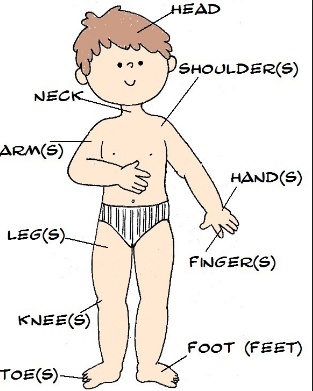 HEAD
SHOULDER(S)
NECK
ARM(S)
HAND(S)
LEG(S)
FINGER(S)
KNEE(S)
FOOT (FEET)
TOE(S)